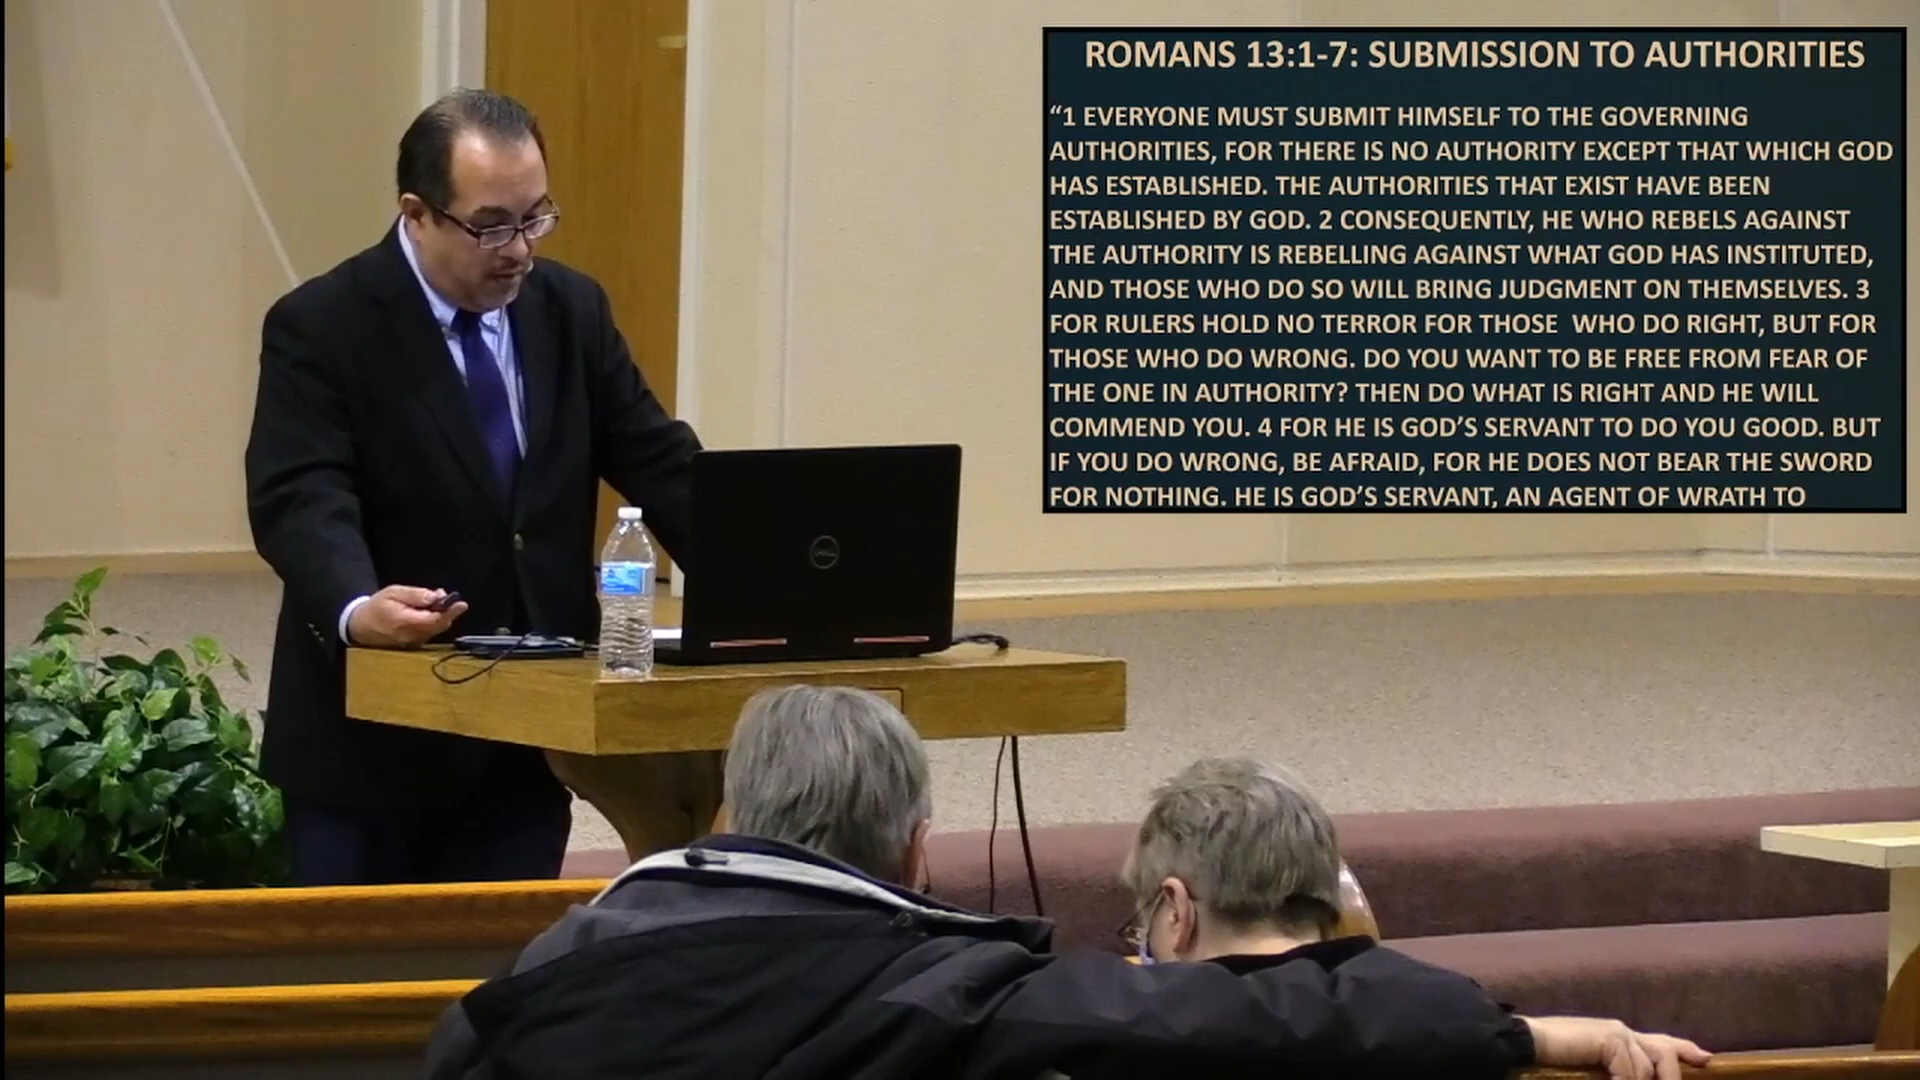 ROMANS 13:1-7: SUBMISSION TO AUTHORITIES
“1 EVERYONE MUST SUBMIT HIMSELF TO THE GOVERNING
AUTHORITIES, FOR THERE IS NO AUTHORITY EXCEPT THAT WHICH GOD
HAS ESTABLISHED. THE AUTHORITIES THAT EXIST HAVE BEEN
ESTABLISHED BY GOD. 2 CONSEQUENTLY, HE WHO REBELS AGAINST
THE AUTHORITY IS REBELLING AGAINST WHAT GOD HAS INSTITUTED,
AND THOSE WHO DO SO WILL BRING JUDGMENT ON THEMSELVES. 3
FOR RULERS HOLD NO TERROR FOR THOSE WHO DO RIGHT, BUT FOR
THOSE WHO DO WRONG. DO YOU WANT TO BE FREE FROM FEAR OF
THE ONE IN AUTHORITY? THEN DO WHAT IS RIGHT AND HE WILL
COMMEND YOU. 4 FOR HE IS GOD’S SERVANT TO DO YOU GOOD. BUT
IF YOU DO WRONG, BE AFRAID, FOR HE DOES NOT BEAR THE SWORD
FOR NOTHING. HE IS GOD’S SERVANT, AN AGENT OF WRATH TO
DELL